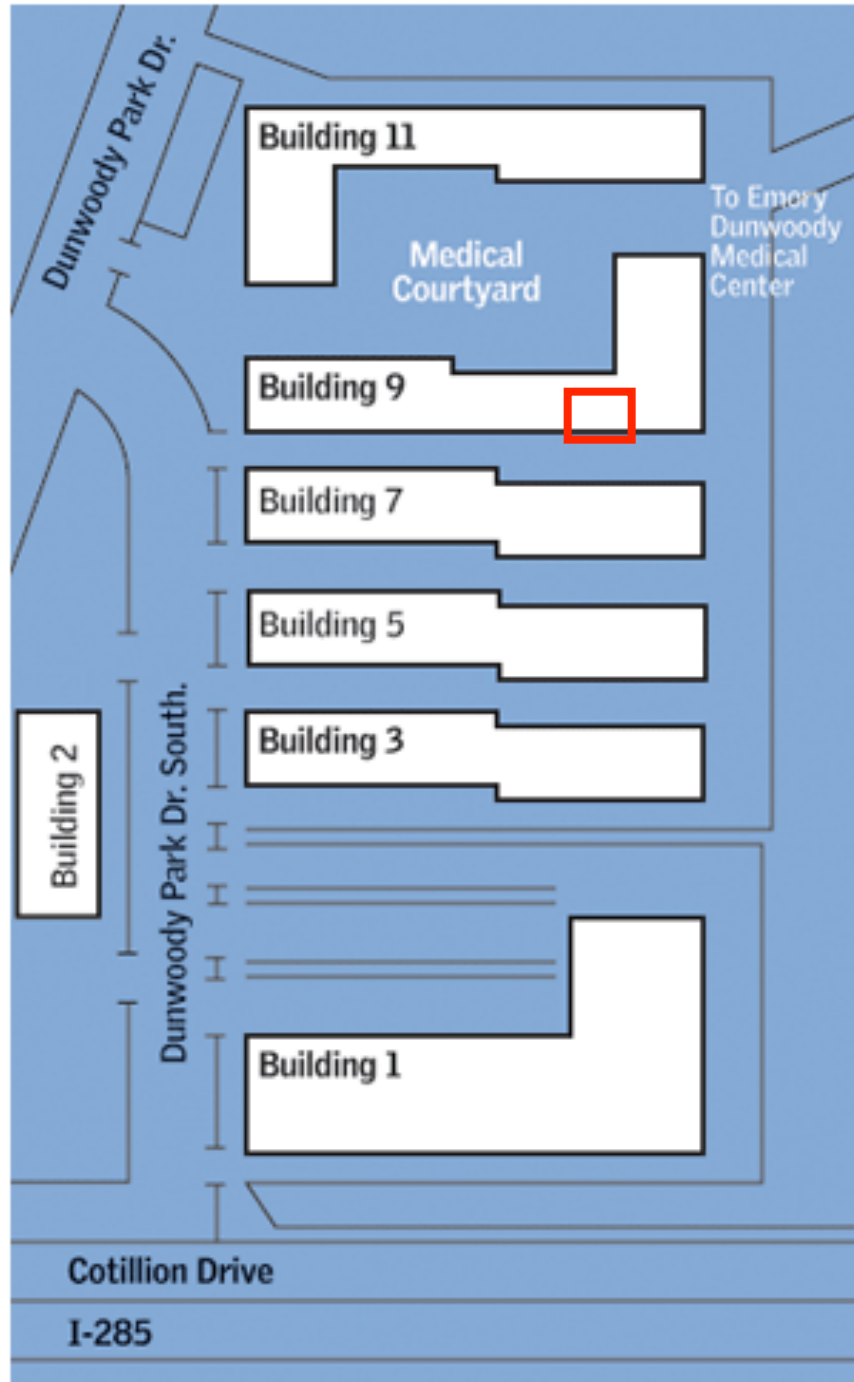 Dunwoody Park Dr.
Building 11
To Emory
Dunwoody
Medical
Center
Medical
Courtyard
Building 9
Building 7
Building 5
Building 3
Building 2
Dunwoody Park Dr. South.
Building 1
Cotillion Drive
I-285